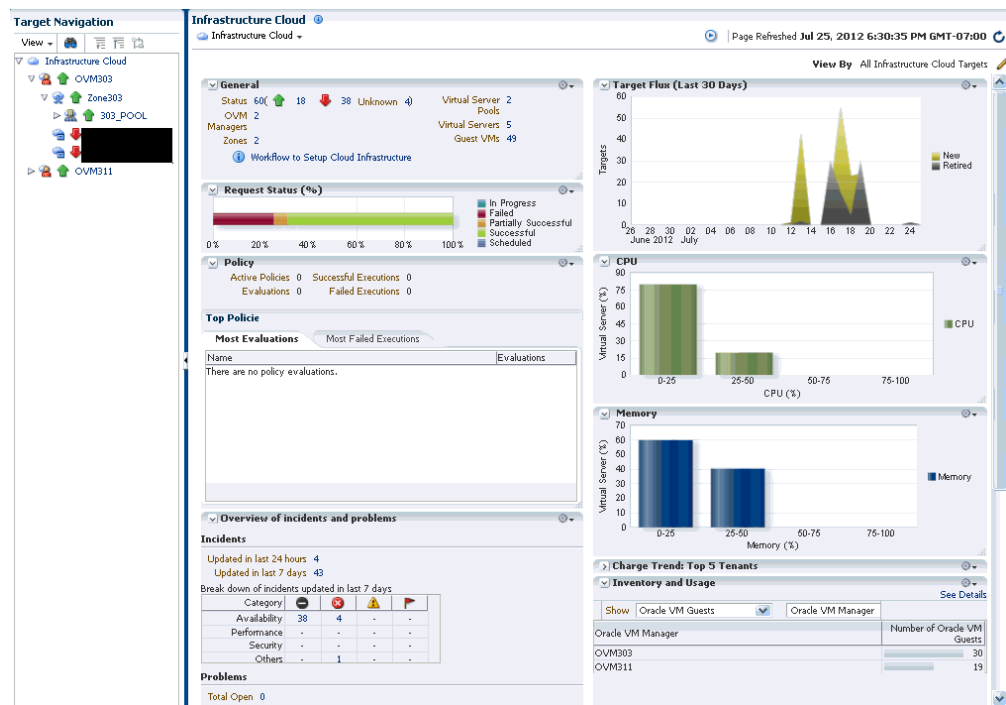 Target Navigation
View
Infrastructure Cloud
OVM303
Zone303
303_POOL
OVM311
Infrastructure Cloud
Infrastructure Cloud
Page Refreshed Jul 25, 2012 6:30:35 PM GMT-07:00
View By All Infrastructure Cloud Targets
General
Status 60( 18 38 Unknown 4)
OVM Managers 2
Zones 2
Virtual Server Pools 2
Virtual Servers 5
Guest VMs 49
Workflow to Setup Cloud Infrastructure
Request Status (%)
0% 20% 40% 60% 80% 100%
In Progress
Failed
Partially Successful
Successful
Scheduled
Policy
Active Policies 0 Successful Executions 0
Evaluations 0 Failed Executions 0
Top Policie
Most Evaluations Most Failed Executions
Name Evaluations
There are no policy evaluations.
Overview of incidents and problems
Incidents
Updated in last 24 hours 4
Updated in last 7 days 43
Break down of incidents updated in last 7 days
Category
Availability 38 4 - -
Performance - - - -
Security - - - -
Others - 1 - -
Problems
Total Open 0
Target Flux (Last 30 Days)
Targets
60
50
40
30
20
10
0
26 28 30 02 04 06 08 10 12 14 16 18 20 22 24
June 2012 July
New
Retired
CPU
Virtual Server (%)
90
75
60
45
30
15
0
0-25 25-50 50-75 75-100
CPU (%)
CPU
Memory
Virtual Server (%)
70
60
50
40
30
20
10
0
0-25 25-50 50-75 75-100
Memory (%)
Memory
Charge Trend: Top 5 Tenants
Inventory and Usage
See Details
Show Oracle VM Guests Oracle VM Manager
Oracle VM Manager Number of Oracle VM Guests
OVM303 30
OVM311 19